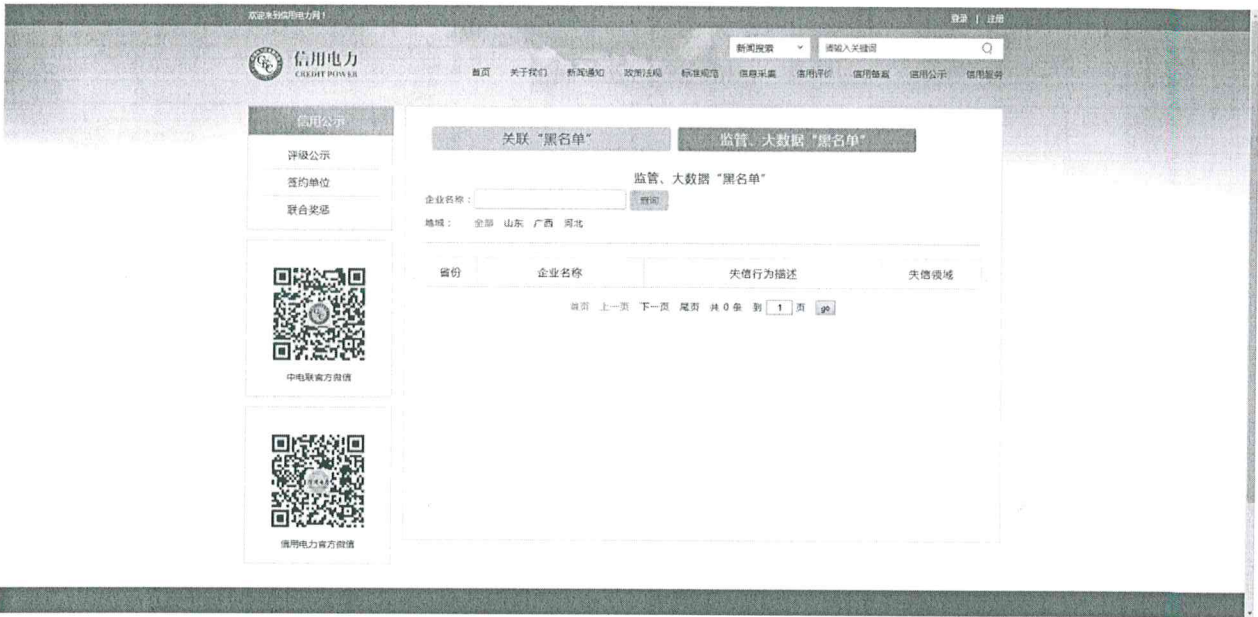 欢迎来到信用电力网！
登录 | 注册
信用电力
CREDIT POWER
新闻搜索
请输入关键词
首页 关于我们 新闻通知 政策法规 标准规范 信息采集 信用评价 信用备案 信用公示 信用服务
信用公示
评级公示
签约单位
联合奖惩
中电联官方微信
信用电力官方微信
关联“黑名单”
监管、大数据“黑名单”
监管、大数据“黑名单”
企业名称：
查询
地域： 全部 山东 广西 河北
省份 企业名称 失信行为描述 失信领域
首页 上一页 下一页 尾页 共 0 条 到 1 页 go